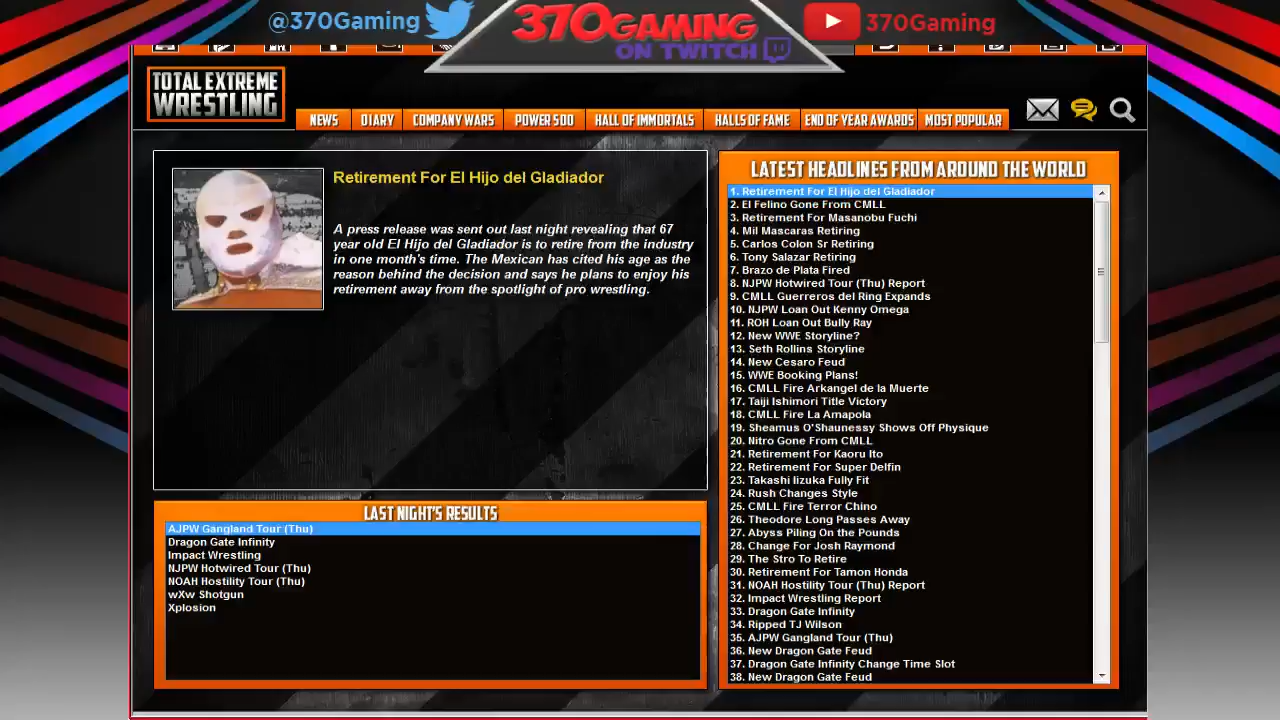 @370Gaming
370GAMING
ON TWITCH
370Gaming
TOTAL EXTREME
WRESTLING
NEWS
DIARY
COMPANY WARS
POWER 500
HALL OF IMMORTALS
HALLS OF FAME
END OF YEAR AWARDS
MOST POPULAR
Retirement For El Hijo del Gladiador
A press release was sent out last night revealing that 67
year old El Hijo del Gladiador is to retire from the industry
in one month's time. The Mexican has cited his age as the
reason behind the decision and says he plans to enjoy his
retirement away from the spotlight of pro wrestling.
LAST NIGHT'S RESULTS
AJPW Gangland Tour (Thu)
Dragon Gate Infinity
Impact Wrestling
NJPW Hotwired Tour (Thu)
NOAH Hostility Tour (Thu)
wXw Shotgun
Xplosion
LATEST HEADLINES FROM AROUND THE WORLD
1. Retirement For El Hijo del Gladiador
2. El Felino Gone From CMLL
3. Retirement For Masanobu Fuchi
4. Mil Mascaras Retiring
5. Carlos Colon Sr Retiring
6. Tony Salazar Retiring
7. Brazo de Plata Fired
8. NJPW Hotwired Tour (Thu) Report
9. CMLL Guerreros del Ring Expands
10. NJPW Loan Out Kenny Omega
11. ROH Loan Out Bully Ray
12. New WWE Storyline?
13. Seth Rollins Storyline
14. New Cesaro Feud
15. WWE Booking Plans!
16. CMLL Fire Arkangel de la Muerte
17. Taiji Ishimori Title Victory
18. CMLL Fire La Amapola
19. Sheamus O'Shaunessy Shows Off Physique
20. Nitro Gone From CMLL
21. Retirement For Kaoru Ito
22. Retirement For Super Delfin
23. Takashi Iizuka Fully Fit
24. Rush Changes Style
25. CMLL Fire Terror Chino
26. Theodore Long Passes Away
27. Abyss Piling On the Pounds
28. Change For Josh Raymond
29. The Stro To Retire
30. Retirement For Tamon Honda
31. NOAH Hostility Tour (Thu) Report
32. Impact Wrestling Report
33. Dragon Gate Infinity
34. Ripped TJ Wilson
35. AJPW Gangland Tour (Thu)
36. New Dragon Gate Feud
37. Dragon Gate Infinity Change Time Slot
38. New Dragon Gate Feud